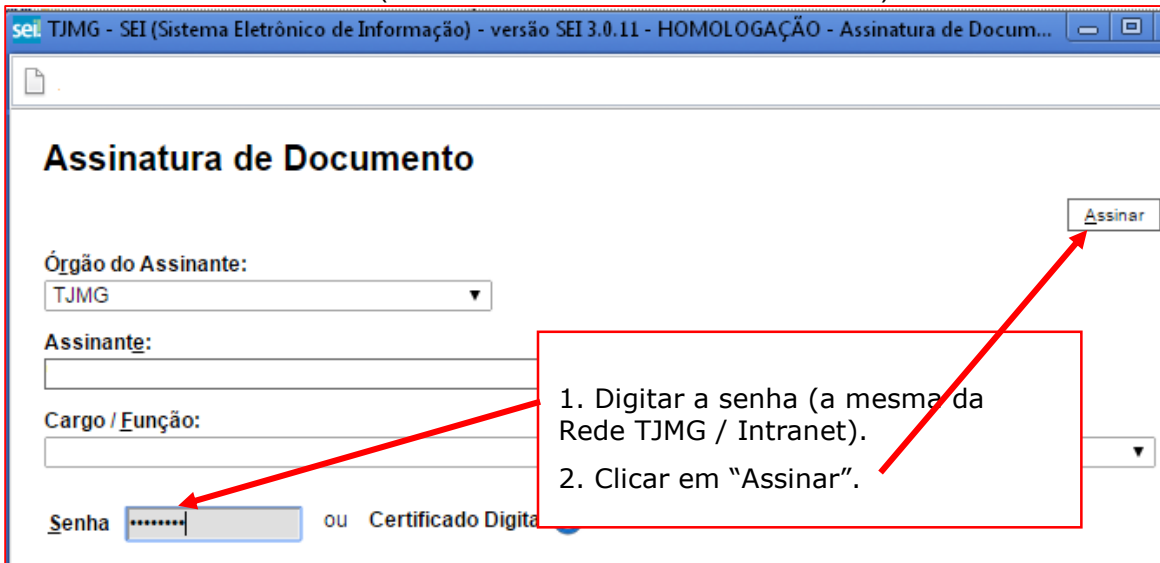 sei. TJMG - SEI (Sistema Eletrônico de Informação) - versão SEI 3.0.11 - HOMOLOGAÇÃO - Assinatura de Docum...
Assinatura de Documento
Assinar
Órgão do Assinante:
TJMG
Assinante:
Cargo / Função:
1. Digitar a senha (a mesma da
Rede TJMG / Intranet).
2. Clicar em “Assinar”.
Senha •••••••• ou Certificado Digita